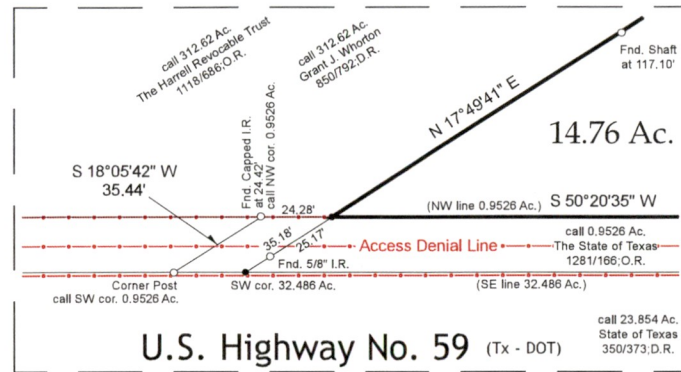 call 312.62 Ac.
The Harrell Revocable Trust
1118/686;O.R.
call 312.62 Ac.
Grant J. Whorton
850/792;D.R.
Fnd. Shaft
at 117.10'
N 17°49'41" E
14.76 Ac.
S 18°05'42" W
35.44'
Fnd. Capped I.R.
at 24.42'
call NW cor. 0.9526 Ac.
24.28'
(NW line 0.9526 Ac.)
S 50°20'35" W
call 0.9526 Ac.
The State of Texas
1281/166;O.R.
35.18'
25.17'
Access Denial Line
Fnd. 5/8" I.R.
Corner Post
call SW cor. 0.9526 Ac.
SW cor. 32.486 Ac.
(SE line 32.486 Ac.)
U.S. Highway No. 59 (Tx - DOT)
call 23.854 Ac.
State of Texas
350/373;D.R.